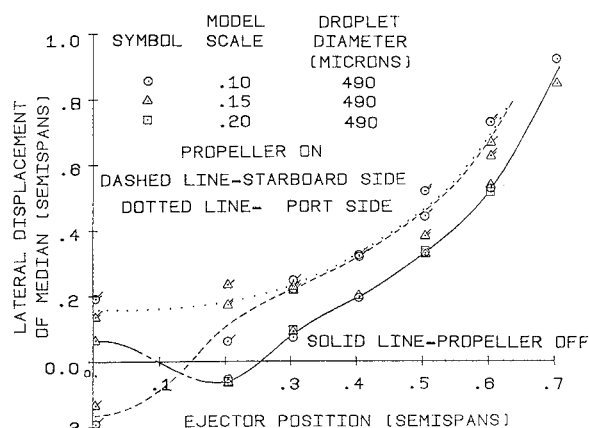 MODEL DROPLET
SYMBOL SCALE DIAMETER
(MICRONS)
.10 490
.15 490
.20 490
PROPELLER ON
DASHED LINE-STARBOARD SIDE
DOTTED LINE- PORT SIDE
SOLID LINE-PROPELLER OFF
LATERAL DISPLACEMENT
OF MEDIAN (SEMISPANS)
1.0
.8
.6
.4
.2
0.0
.1 .2 .3 .4 .5 .6 .7
EJECTOR POSITION (SEMISPANS)